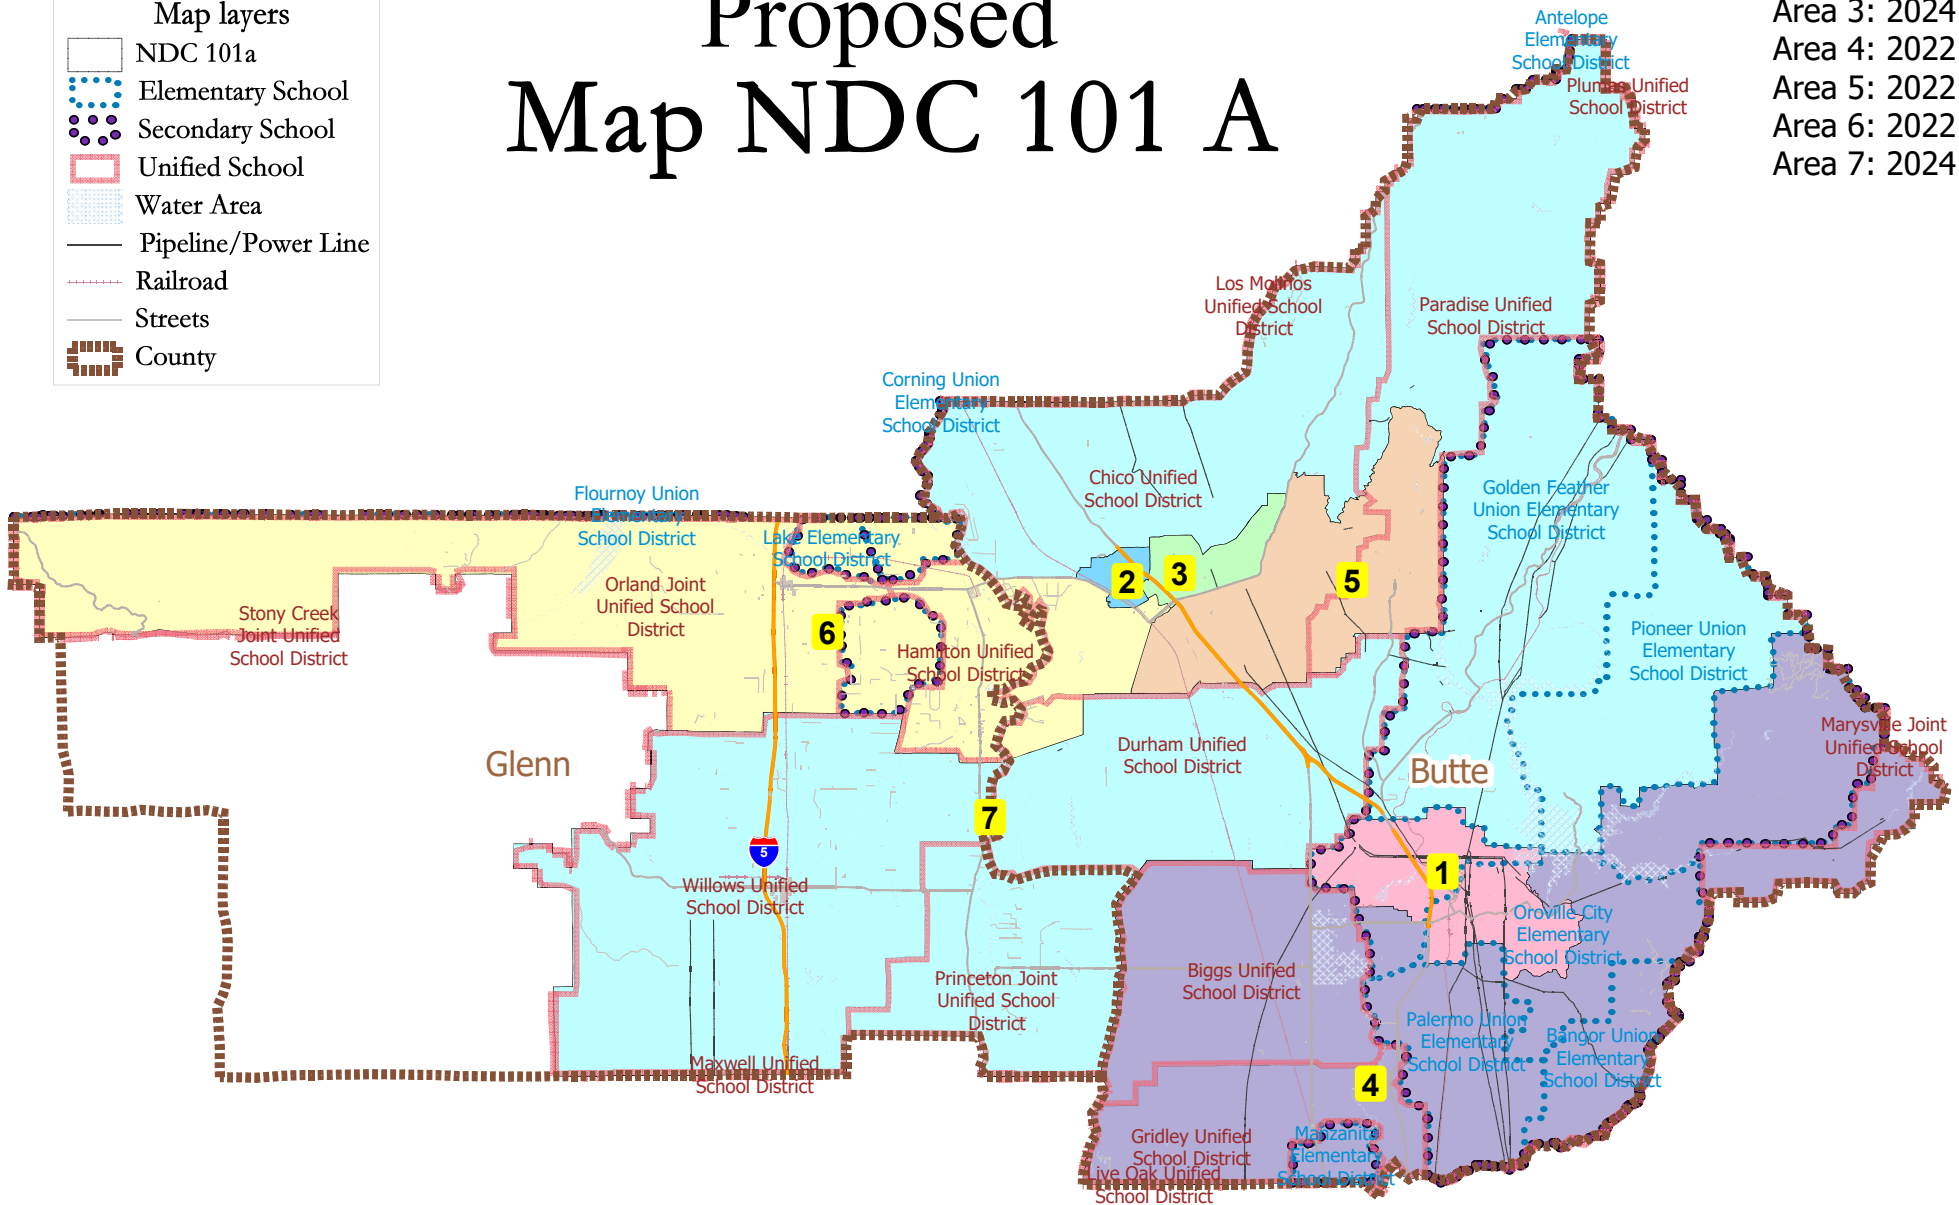 Map layers
NDC 101a
Elementary School
Secondary School
Unified School
Water Area
Pipeline/Power Line
Railroad
Streets
County
Proposed
Map NDC 101 A
Area 3: 2024
Area 4: 2022
Area 5: 2022
Area 6: 2022
Area 7: 2024
Antelope
Elementary
School District
Plumas Unified
School District
Los Molinos
Unified School
District
Paradise Unified
School District
Corning Union
Elementary
School District
Chico Unified
School District
Golden Feather
Union Elementary
School District
Flournoy Union
Elementary
School District
Lake Elementary
School District
Orland Joint
Unified School
District
Stony Creek
Joint Unified
School District
Hamilton Unified
School District
Pioneer Union
Elementary
School District
2
3
5
6
Marysville Joint
Unified School
District
Glenn
Durham Unified
School District
Butte
7
5
1
Willows Unified
School District
Oroville City
Elementary
School District
Princeton Joint
Unified School
District
Biggs Unified
School District
Palermo Union
Elementary
School District
Bangor Union
Elementary
School District
Maxwell Unified
School District
4
Gridley Unified
School District
Manzanita
Elementary
School District
Live Oak Unified
School District